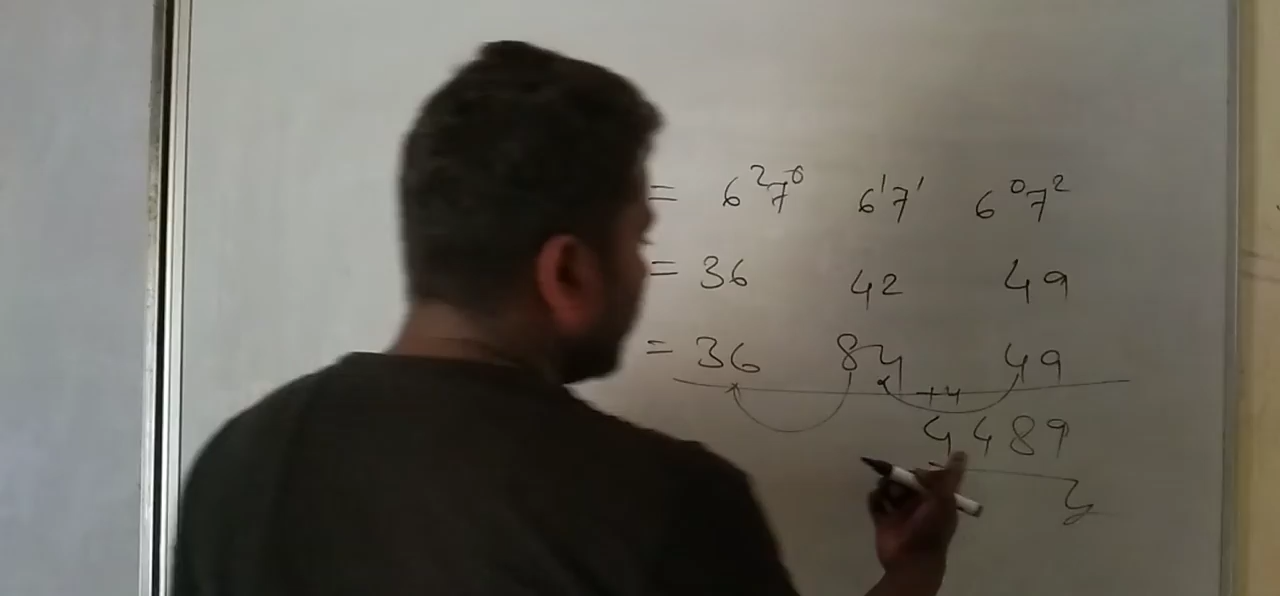 = 6²7⁰ 6¹7¹ 6⁰7²
= 36 42 49
= 36 84 49
+4
4489